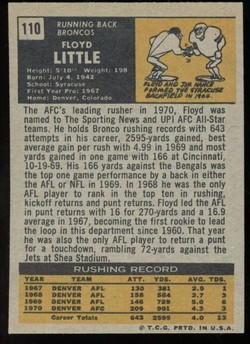 110
RUNNING BACK
BRONCOS
FLOYD
LITTLE
Height: 5'10" Weight: 198
Born: July 4, 1942
School: Syracuse
First Year Pro: 1967
Home: Denver, Colorado
FLOYD AND JIM NANCE
FORMED THE SYRACUSE
BACKFIELD IN 1964.
The AFC's leading rusher in 1970, Floyd was
named to The Sporting News and UPI AFC All-Star
teams. He holds Bronco rushing records with 643
attempts in his career, 2595-yards gained, best
average gain per rush with 4.99 in 1969 and most
yards gained in one game with 166 at Cincinnati,
10-19-69. His 166 yards against the Bengals was
the top one game performance by a back in either
the AFL or NFL in 1969. In 1968 he was the only
AFL player to rank in the top ten in rushing,
kickoff returns and punt returns. Floyd led the AFL
in punt returns with 16 for 270-yards and a 16.9
average in 1967, becoming the first rookie to lead
the loop in this department since 1960. That year
he was also the only AFL player to return a punt
for a touchdown, rambling 72-yards against the
Jets at Shea Stadium.
RUSHING RECORD
YEAR TEAM ATT. YARDS AVG. TDS
1967 DENVER AFL 130 381 2.9 1
1968 DENVER AFL 158 584 3.7 3
1969 DENVER AFL 146 729 5.0 6
1970 DENVER AFC 209 901 4.3 3
Career Totals 643 2595 4.0 13
© T.C.G. PRTD. IN U.S.A.